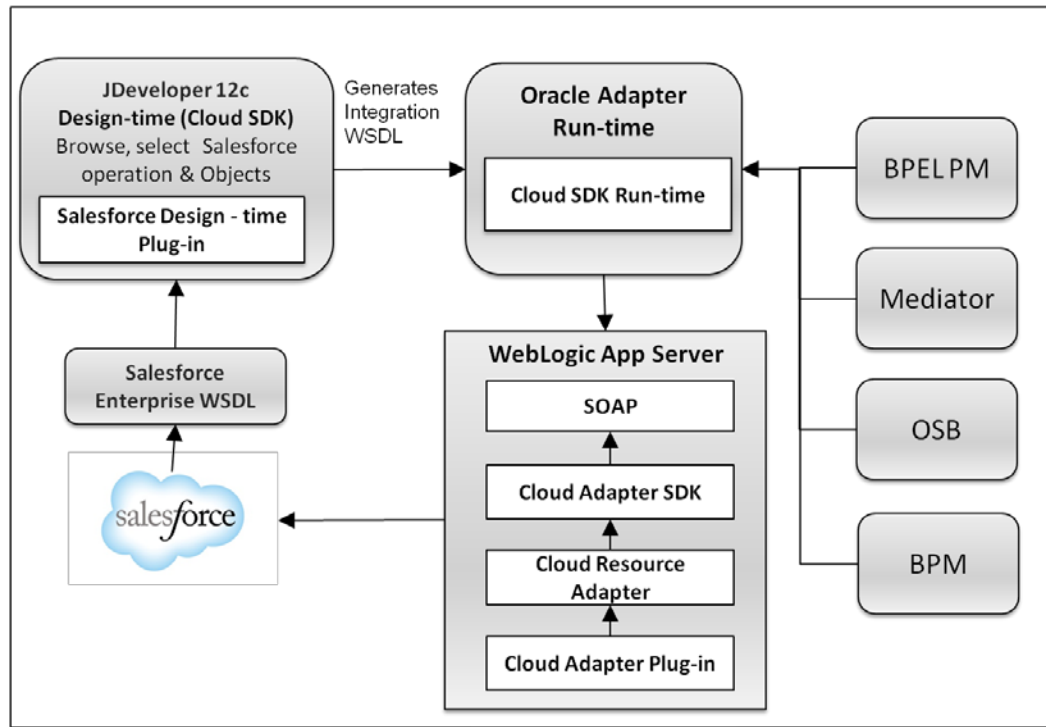 JDeveloper 12c
Design-time (Cloud SDK)
Browse, select Salesforce
operation & Objects
Salesforce Design - time
Plug-in
Generates
Integration
WSDL
Oracle Adapter
Run-time
Cloud SDK Run-time
BPEL PM
Mediator
OSB
BPM
Salesforce
Enterprise WSDL
salesforce
WebLogic App Server
SOAP
Cloud Adapter SDK
Cloud Resource
Adapter
Cloud Adapter Plug-in